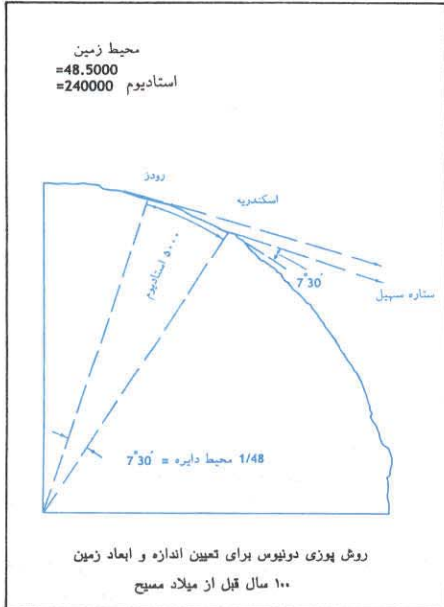 محیط زمین
=48.5000
=240000 استادیوم
رودز
اسکندریه
۵۰۰۰ استادیوم
7°30′
ستاره سهیل
7°30′ = محیط دایره 1/48
روش پوزی دونیوس برای تعیین اندازه و ابعاد زمین
۱۰۰ سال قبل از میلاد مسیح